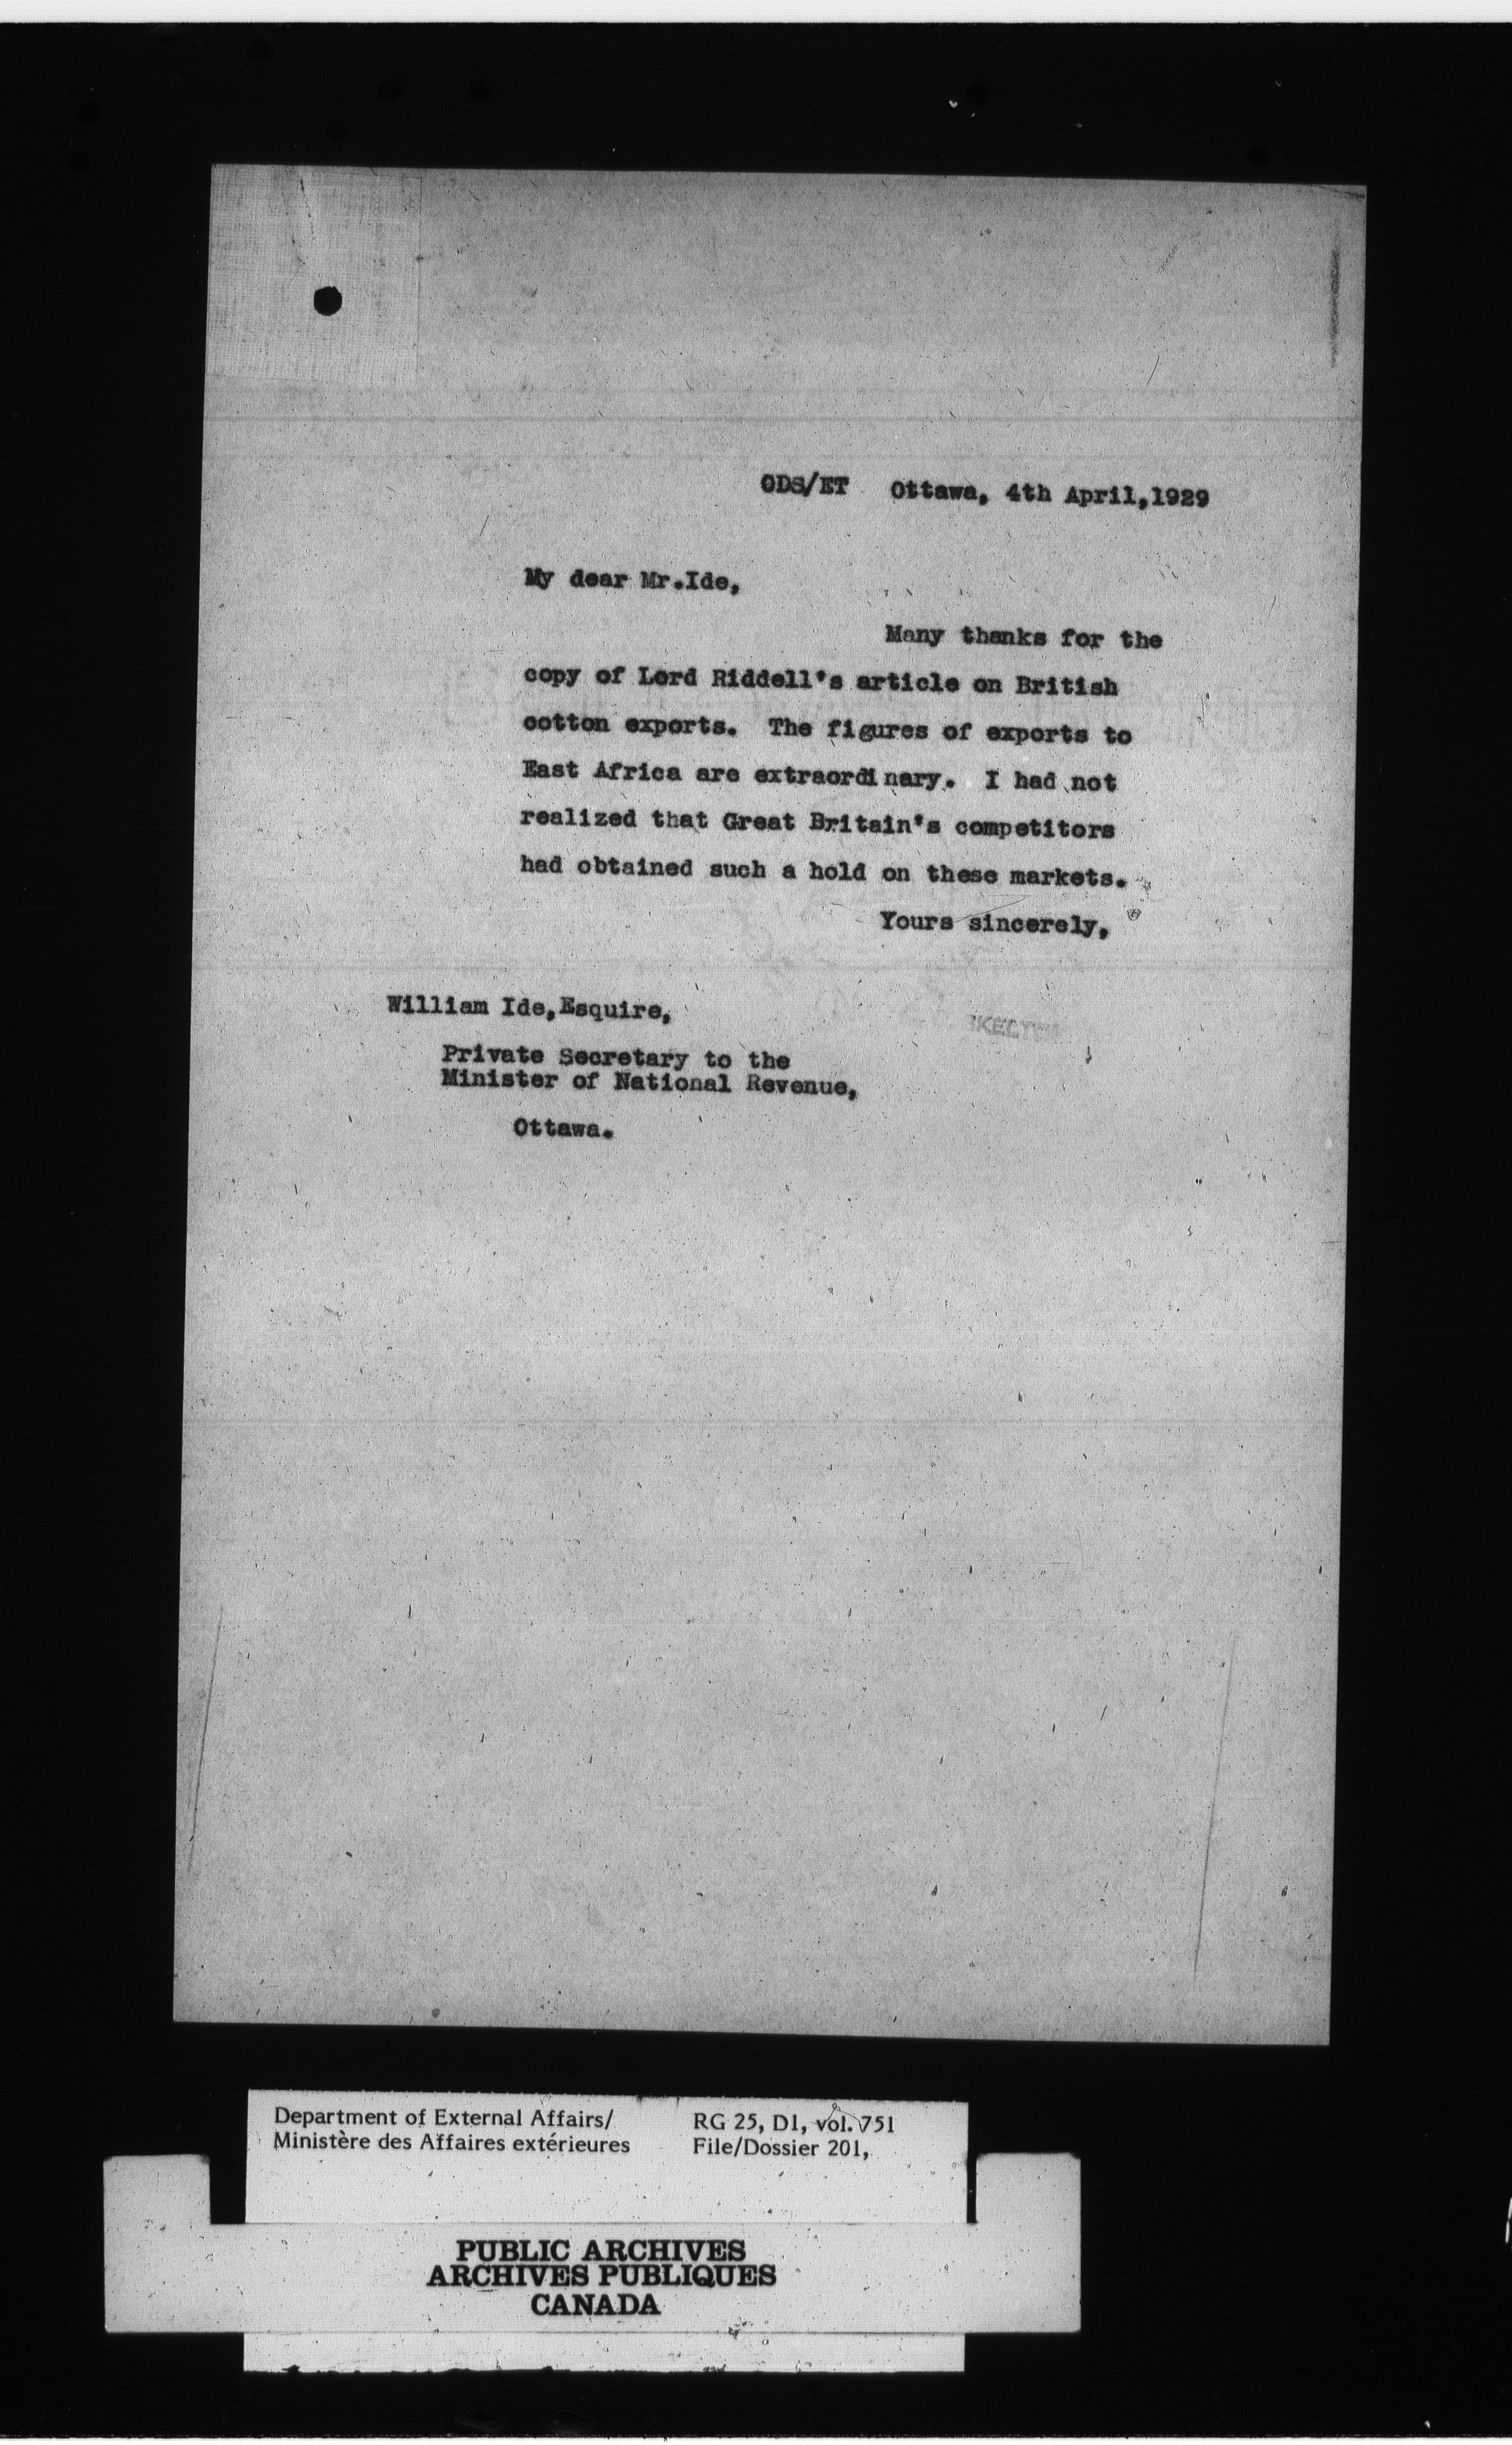 ODS/ET Ottawa, 4th April,1929
My dear Mr.Ide,
Many thanks for the
copy of Lord Riddell's article on British
cotton exports. The figures of exports to
East Africa are extraordinary. I had not
realized that Great Britain's competitors
had obtained such a hold on these markets.
Yours sincerely,
SKELTON
William Ide,Esquire,
Private Secretary to the
Minister of National Revenue,
Ottawa.
Department of External Affairs/ RG 25, D1, vol. 751
Ministère des Affaires extérieures File/Dossier 201,
PUBLIC ARCHIVES
ARCHIVES PUBLIQUES
CANADA